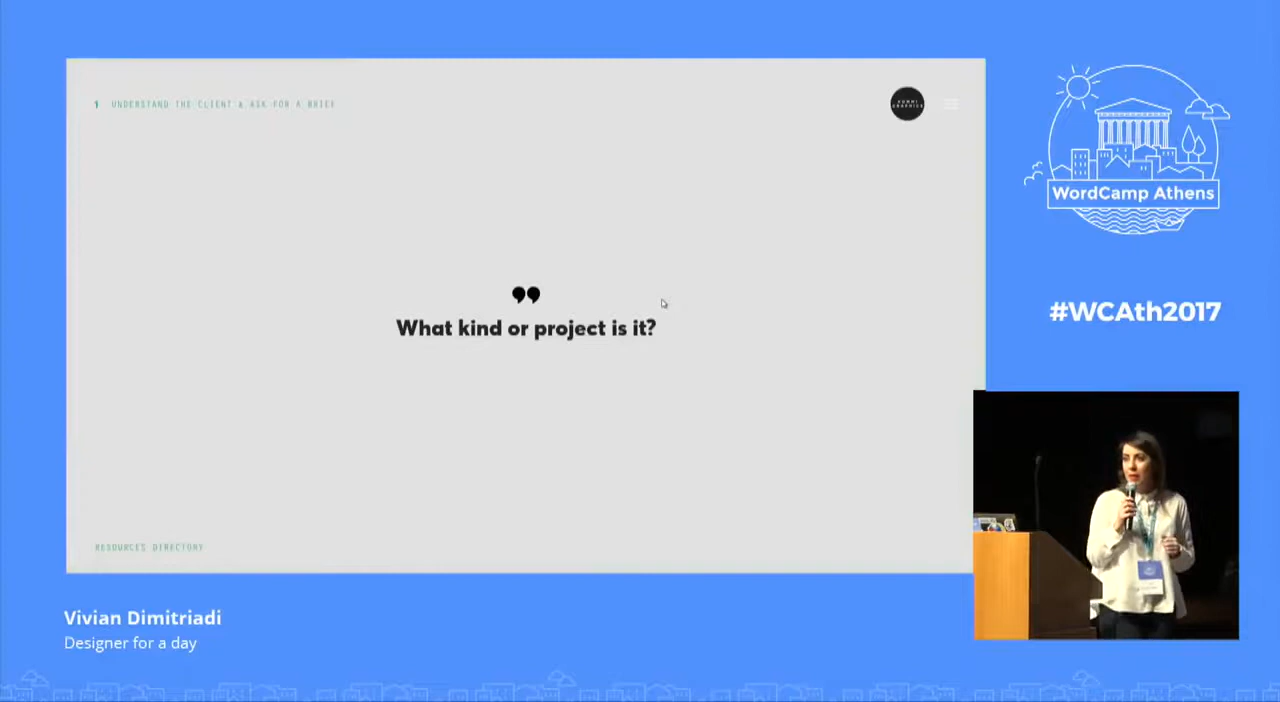 1 UNDERSTAND THE CLIENT & ASK FOR A BRIEF
What kind or project is it?
RESOURCES DIRECTORY
WordCamp Athens
#WCAth2017
Vivian Dimitriadi
Designer for a day